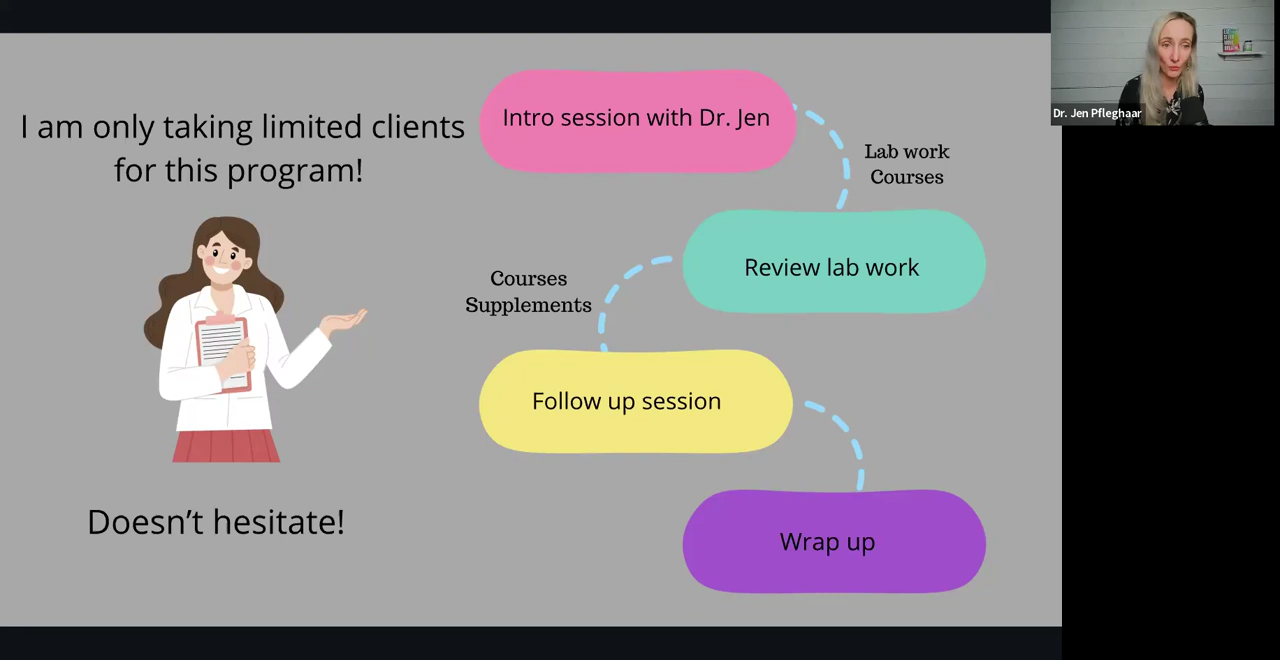 I am only taking limited clients
for this program!
Doesn’t hesitate!
Intro session with Dr. Jen
Lab work
Courses
Review lab work
Courses
Supplements
Follow up session
Wrap up
Dr. Jen Pfleghaar